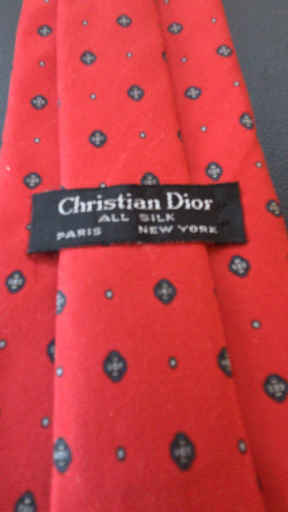 Christian Dior
ALL SILK
PARIS NEW YORK